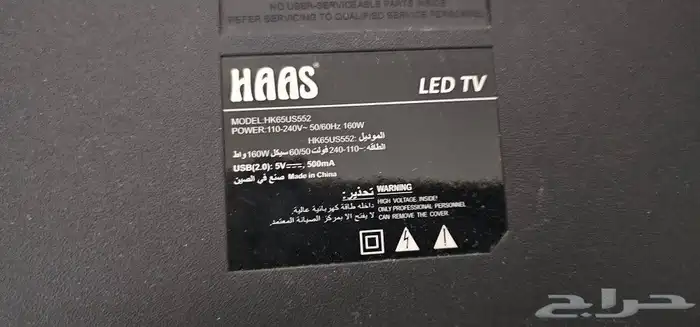 NO USER-SERVICEABLE PARTS INSIDE
REFER SERVICING TO QUALIFIED SERVICE PERSONNEL
HAAS®
LED TV
MODEL:HK65US552
POWER:110-240V~ 50/60Hz 160W
الموديل :HK65US552
الطاقه :~110-240 فولت 60/50 سيكل 160W واط
USB(2.0): 5V⎓, 500mA
صنع في الصين Made in China
تحذير: WARNING
داخله طاقة كهربائية عالية. HIGH VOLTAGE. INSIDE!
لا يفتح الا بمركز الصيانة المعتمد. ONLY PROFESSIONAL PERSONNEL
CAN REMOVE THE COVER.
حراج